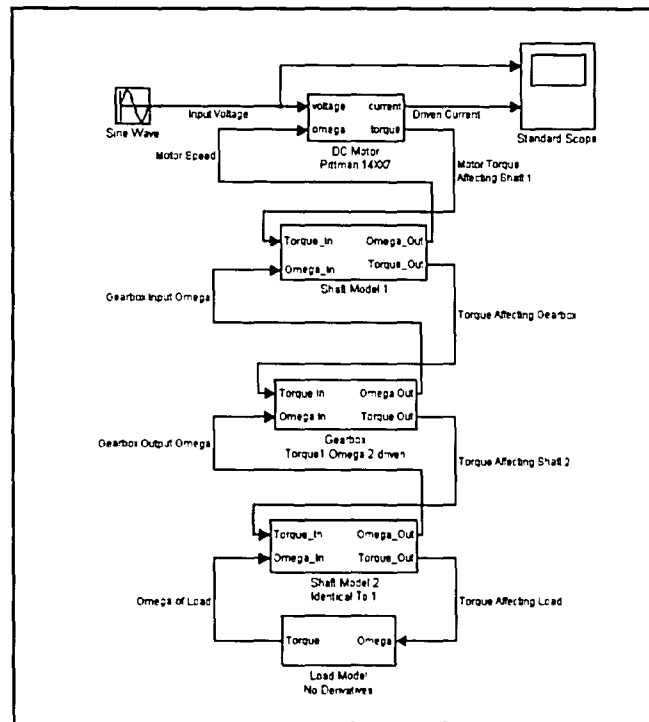 Sine Wave
Input Voltage
voltage
current
omega
torque
DC Motor
Pittman 14XX7
Driven Current
Standard Scope
Motor Speed
Motor Torque
Affecting Shaft 1
Torque_In
Omega_Out
Omega_In
Torque_Out
Shaft Model 1
Gearbox Input Omega
Torque Affecting Gearbox
Torque In
Omega Out
Omega In
Torque Out
Gearbox
Torque1 Omega 2 driven
Gearbox Output Omega
Torque Affecting Shaft 2
Torque_In
Omega_Out
Omega_In
Torque_Out
Shaft Model 2
Identical To 1
Omega of Load
Torque Affecting Load
Torque
Omega
Load Model
No Derivatives